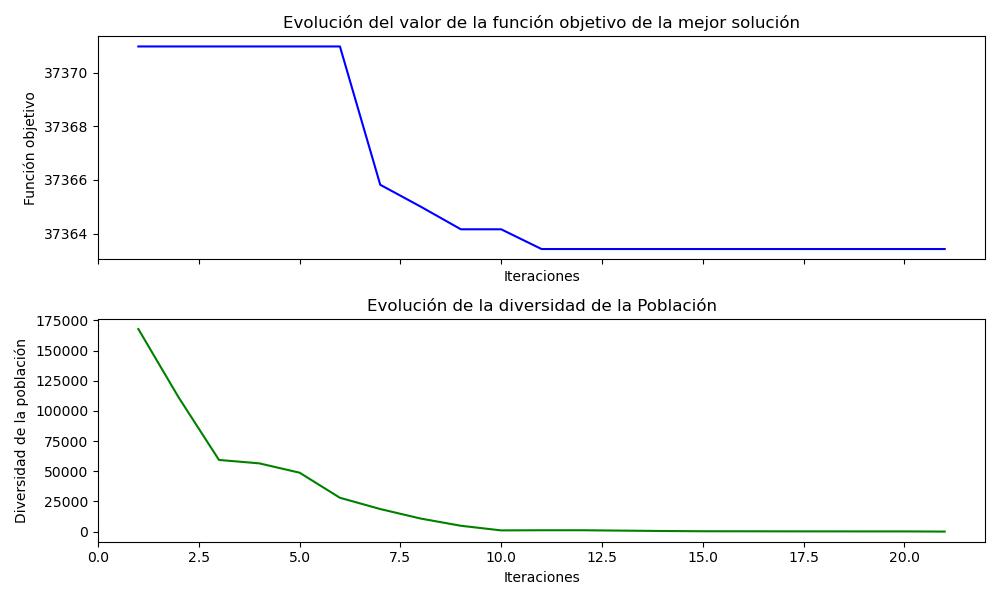 Evolución del valor de la función objetivo de la mejor solución
Función objetivo
37370
37368
37366
37364
Iteraciones
Evolución de la diversidad de la Población
Diversidad de la población
175000
150000
125000
100000
75000
50000
25000
0
0.0 2.5 5.0 7.5 10.0 12.5 15.0 17.5 20.0
Iteraciones